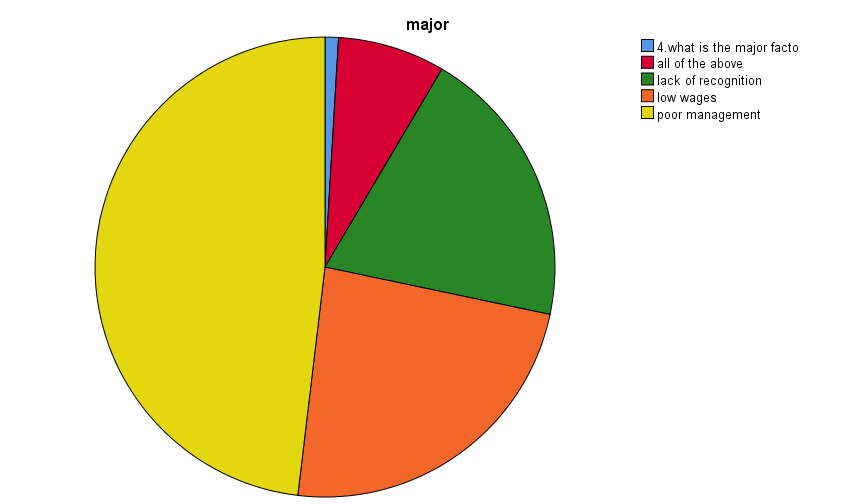 major
4.what is the major facto
all of the above
lack of recognition
low wages
poor management